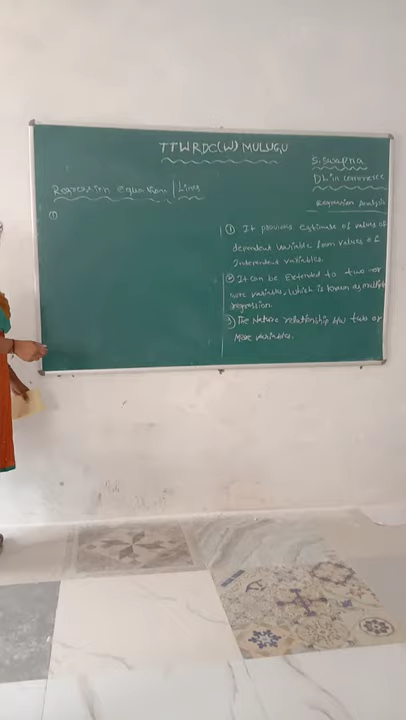 TTWRDC(W) MULUGU
S. Swapna
DL in commerce
Regression equation | Lines
Regression Analysis
①
① It provides estimate of values of
dependent variable from values of
Independent variables.
② It can be Extended to two or
more variables, which is known as multiple
regression.
3) The Nature relationship b/w two or
More variables.